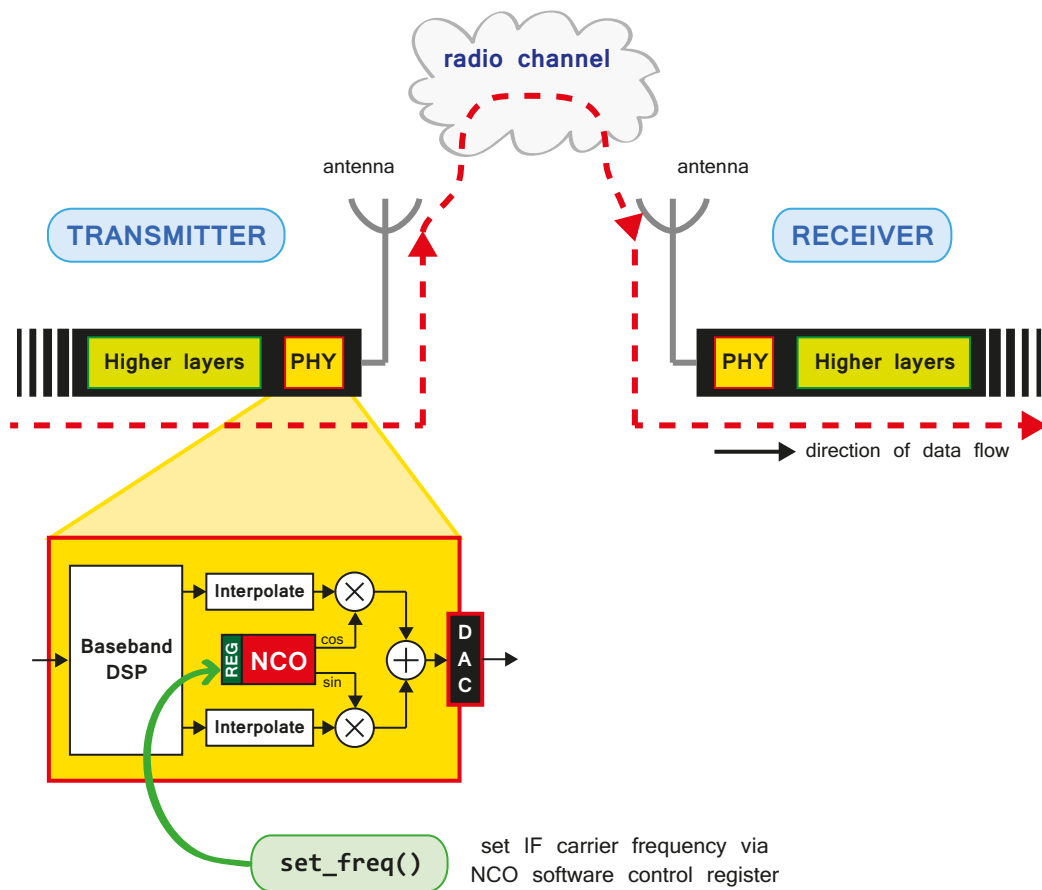 radio channel
antenna
antenna
TRANSMITTER
RECEIVER
Higher layers
PHY
PHY
Higher layers
direction of data flow
Baseband
DSP
Interpolate
REG
NCO
cos
sin
Interpolate
D
A
C
set_freq()
set IF carrier frequency via
NCO software control register